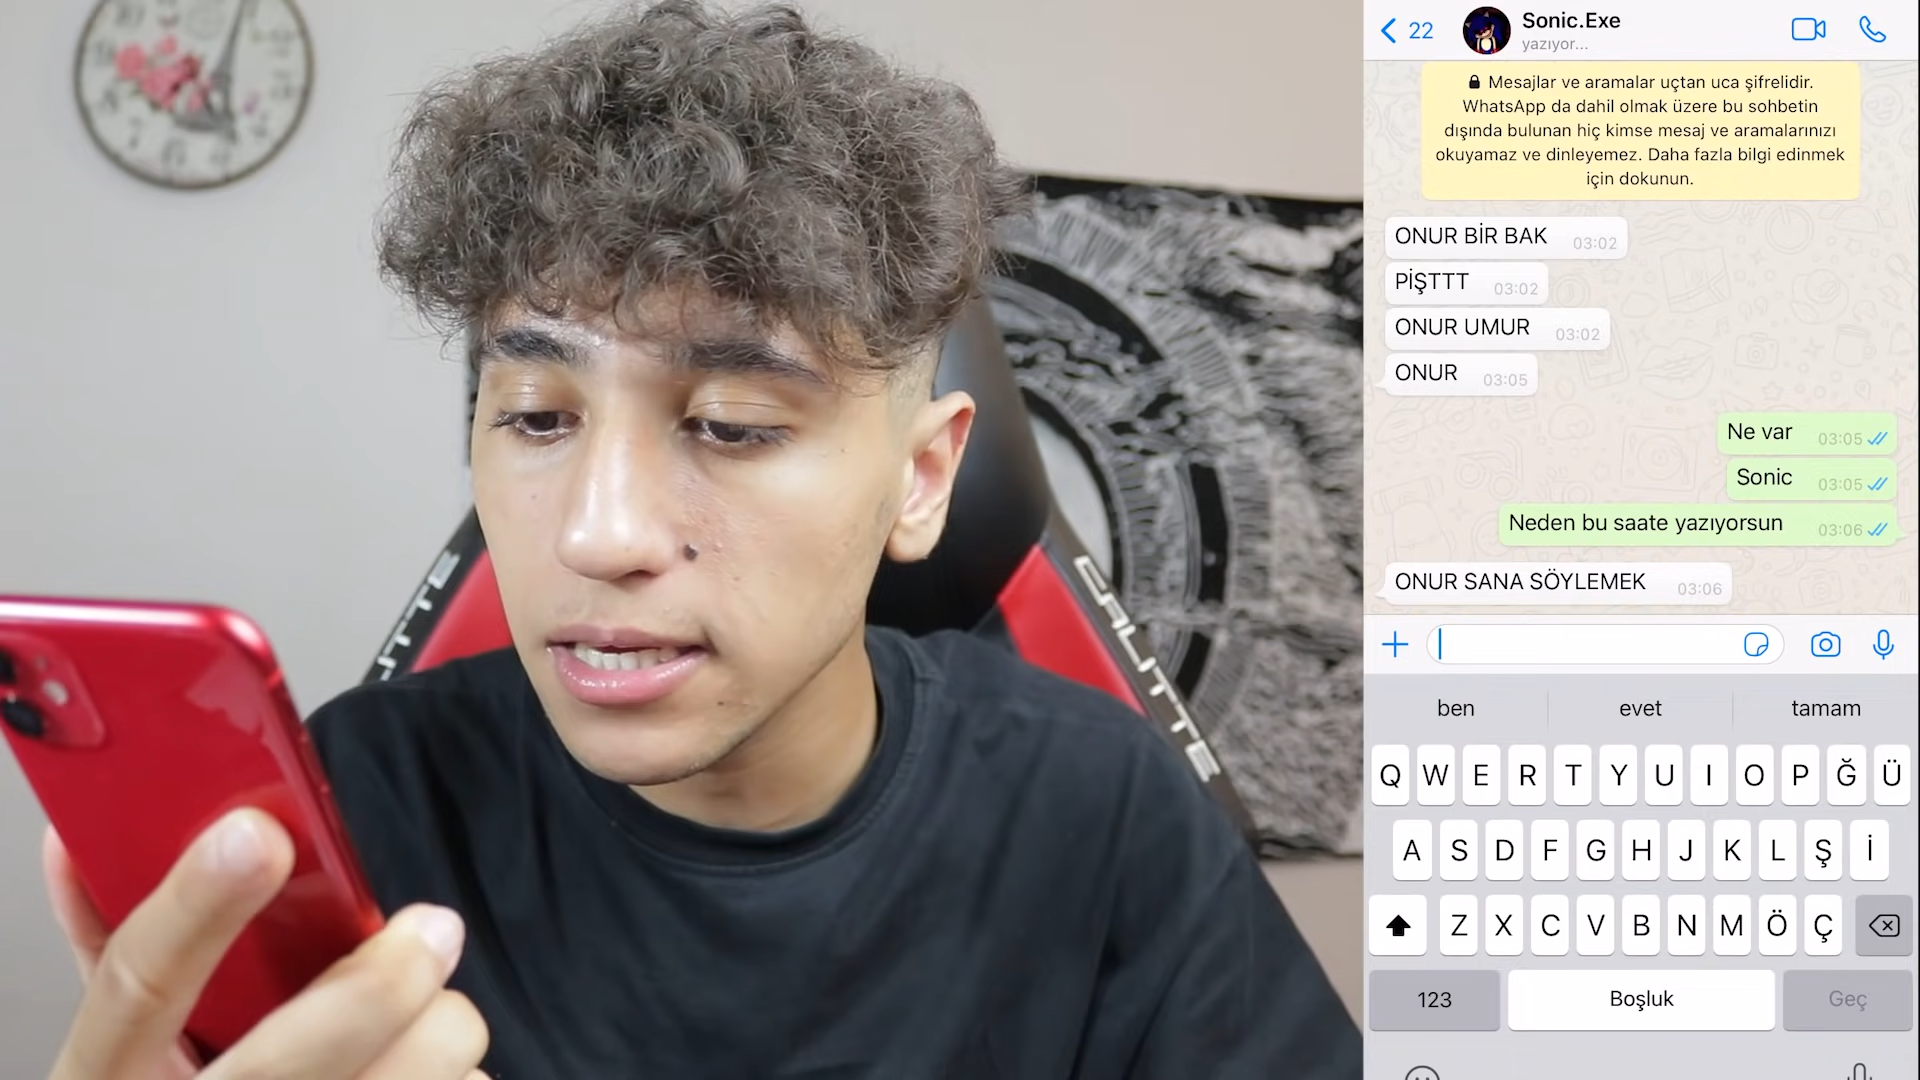 22
Sonic.Exe
yazıyor...
Mesajlar ve aramalar uçtan uca şifrelidir.
WhatsApp da dahil olmak üzere bu sohbetin
dışında bulunan hiç kimse mesaj ve aramalarınızı
okuyamaz ve dinleyemez. Daha fazla bilgi edinmek
için dokunun.
ONUR BİR BAK 03:02
PİŞTTT 03:02
ONUR UMUR 03:02
ONUR 03:05
Ne var 03:05
Sonic 03:05
Neden bu saate yazıyorsun 03:06
ONUR SANA SÖYLEMEK 03:06
ben evet tamam
Q W E R T Y U I O P Ğ Ü
A S D F G H J K L Ş İ
Z X C V B N M Ö Ç
123 Boşluk Geç